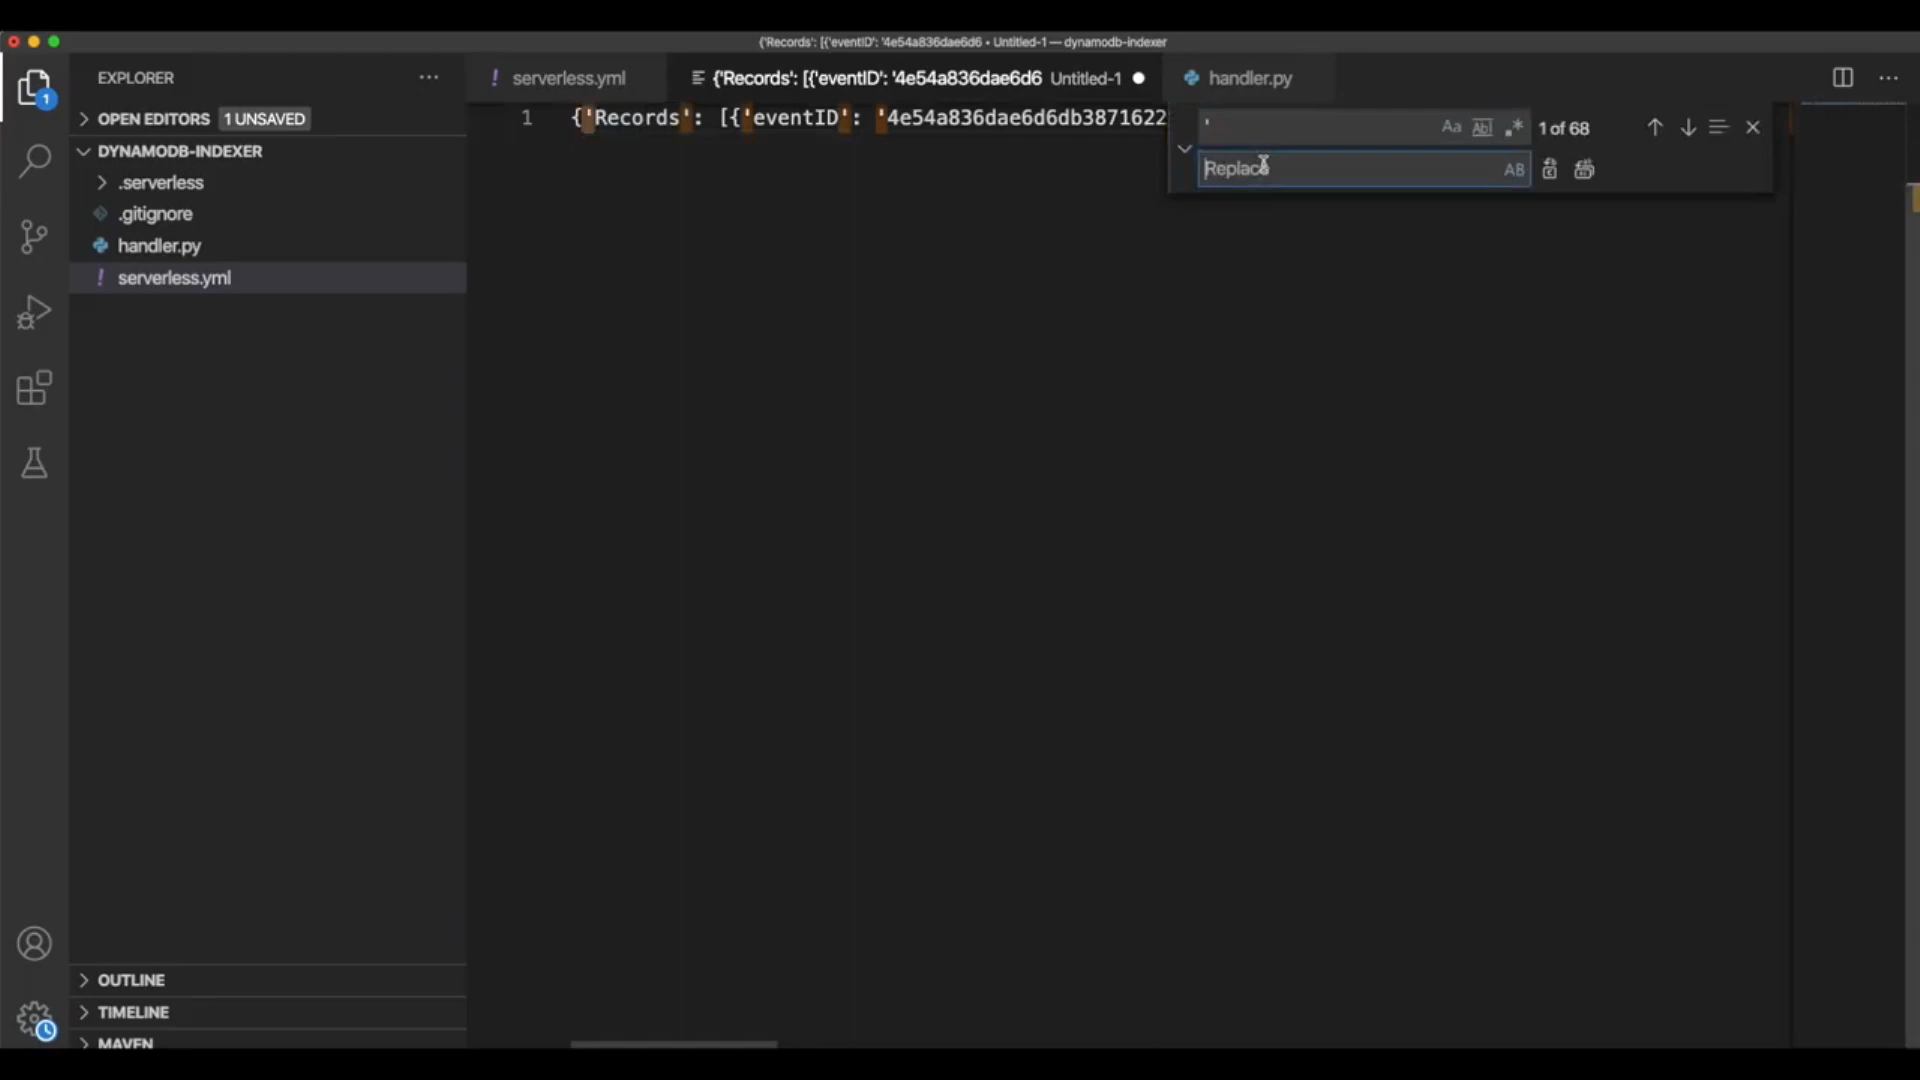 {'Records': [{'eventID': '4e54a836dae6d6 • Untitled-1 — dynamodb-indexer
EXPLORER
1
OPEN EDITORS 1 UNSAVED
DYNAMODB-INDEXER
.serverless
.gitignore
handler.py
! serverless.yml
OUTLINE
TIMELINE
MAVEN
! serverless.yml
{'Records': [{'eventID': '4e54a836dae6d6 Untitled-1
handler.py
1 {'Records': [{'eventID': '4e54a836dae6d6db3871622
' Aa Abl .* 1 of 68
Replace AB